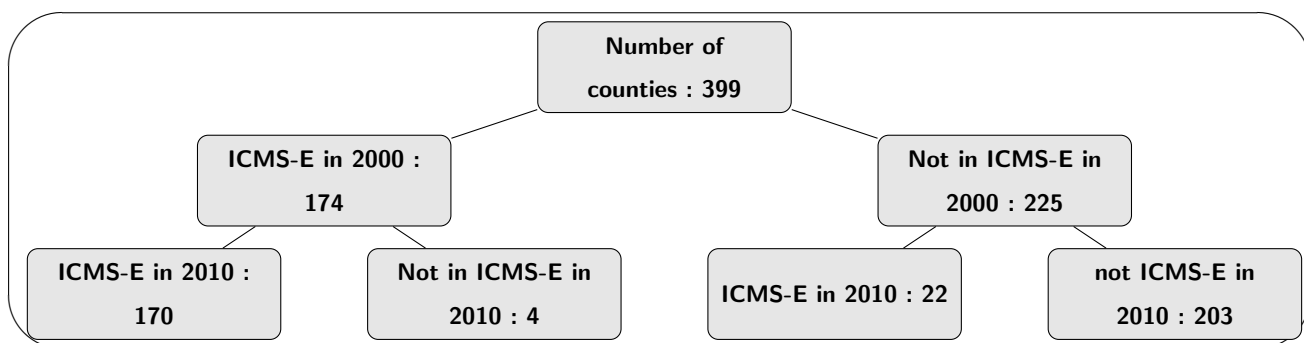 Number of
counties : 399
ICMS-E in 2000 :
174
Not in ICMS-E in
2000 : 225
ICMS-E in 2010 :
170
Not in ICMS-E in
2010 : 4
ICMS-E in 2010 : 22
not ICMS-E in
2010 : 203